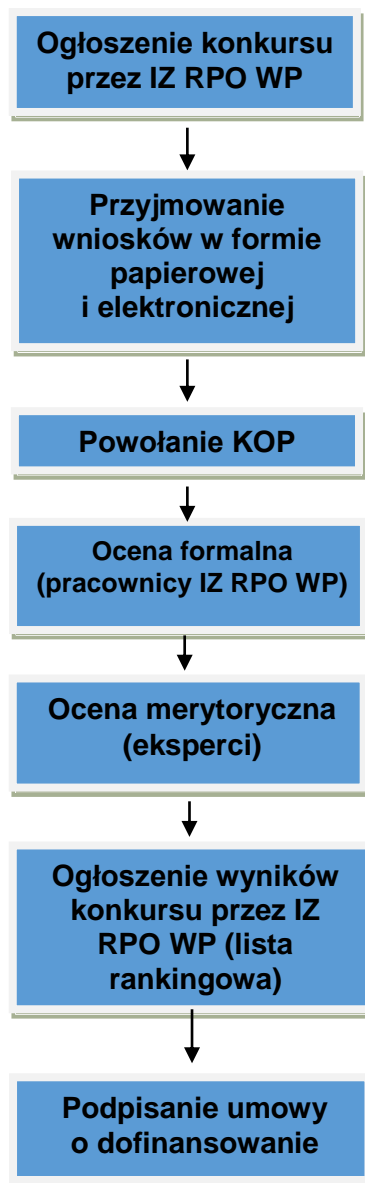 Ogłoszenie konkursu
przez IZ RPO WP
Przyjmowanie
wniosków w formie
papierowej
i elektronicznej
Powołanie KOP
Ocena formalna
(pracownicy IZ RPO WP)
Ocena merytoryczna
(eksperci)
Ogłoszenie wyników
konkursu przez IZ
RPO WP (lista
rankingowa)
Podpisanie umowy
o dofinansowanie